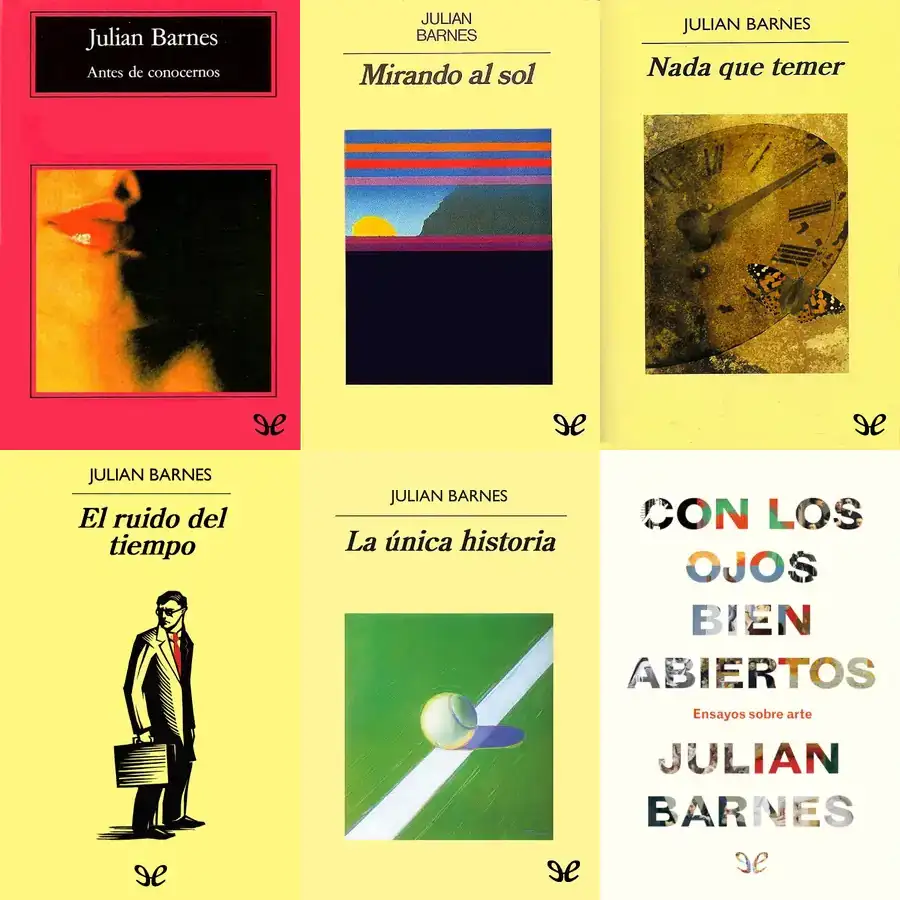 Julian Barnes
Antes de conocernos
JULIAN
BARNES
Mirando al sol
JULIAN BARNES
Nada que temer
JULIAN BARNES
El ruido del
tiempo
JULIAN BARNES
La única historia
CON LOS
OJOS
BIEN
ABIERTOS
Ensayos sobre arte
JULIAN
BARNES